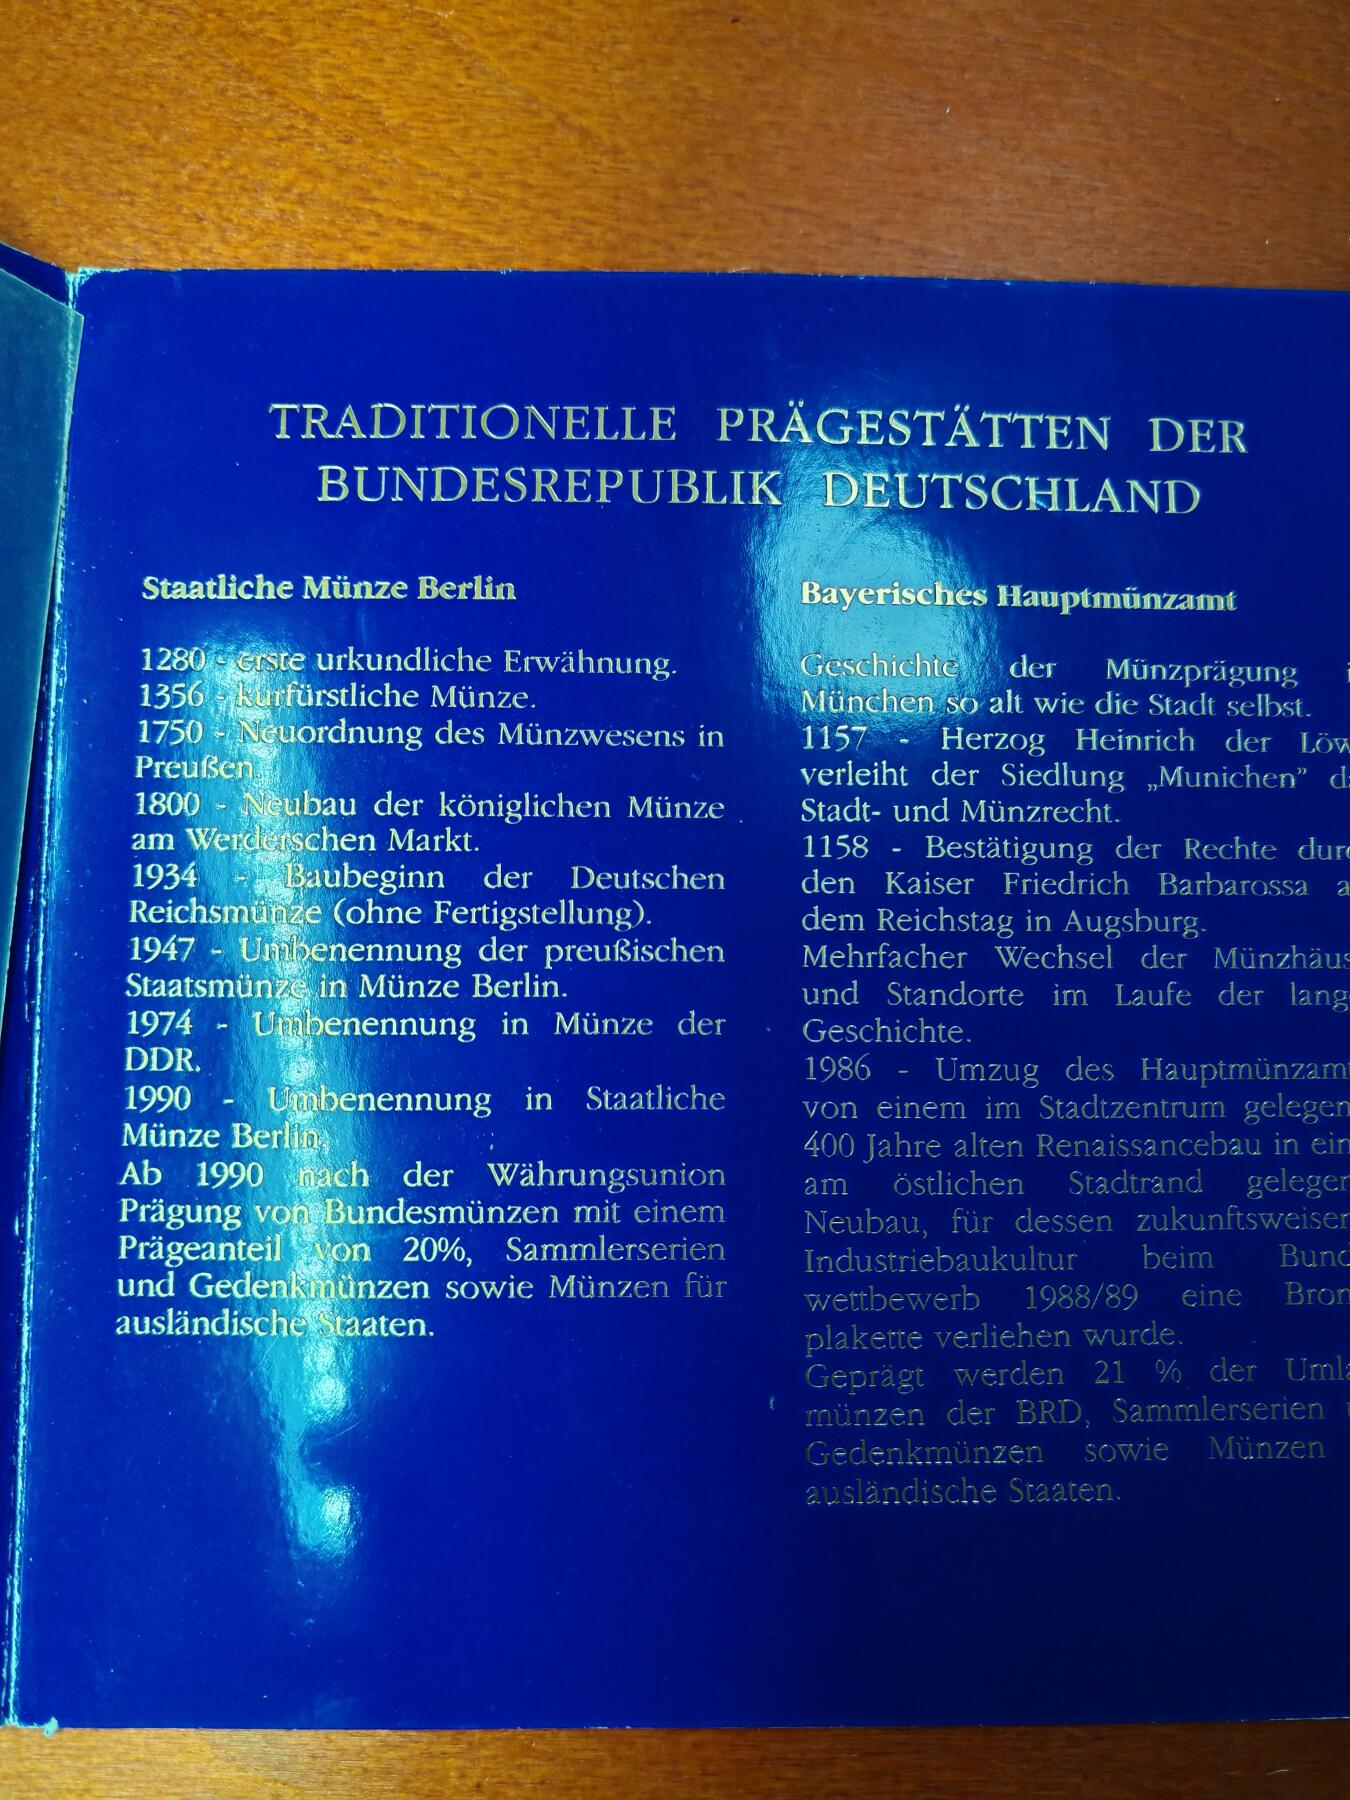 TRADITIONELLE PRÄGESTÄTTEN DER
BUNDESREPUBLIK DEUTSCHLAND
Staatliche Münze Berlin
1280 - erste urkundliche Erwähnung.
1356 - kurfürstliche Münze.
1750 - Neuordnung des Münzwesens in
Preußen.
1800 - Neubau der königlichen Münze
am Werderschen Markt.
1934 - Baubeginn der Deutschen
Reichsmünze (ohne Fertigstellung).
1947 - Umbenennung der preußischen
Staatsmünze in Münze Berlin.
1974 - Umbenennung in Münze der
DDR.
1990 - Umbenennung in Staatliche
Münze Berlin.
Ab 1990 nach der Währungsunion
Prägung von Bundesmünzen mit einem
Prägeanteil von 20%, Sammlerserien
und Gedenkmünzen sowie Münzen für
ausländische Staaten.
Bayerisches Hauptmünzamt
Geschichte der Münzprägung
München so alt wie die Stadt selbst.
1157 - Herzog Heinrich der
verleiht der Siedlung „Munichen”
Stadt- und Münzrecht.
1158 - Bestätigung der Rechte
den Kaiser Friedrich Barbarossa
dem Reichstag in Augsburg.
Mehrfacher Wechsel der
und Standorte im Laufe der
Geschichte.
1986 - Umzug des
von einem im Stadtzentrum
400 Jahre alten Renaissancebau in
am östlichen Stadtrand
Neubau, für dessen
Industriebaukultur beim
wettbewerb 1988/89 eine
plakette verliehen wurde.
Geprägt werden 21 % der
münzen der BRD, Sammlerserien
Gedenkmünzen sowie Münzen
ausländische Staaten.